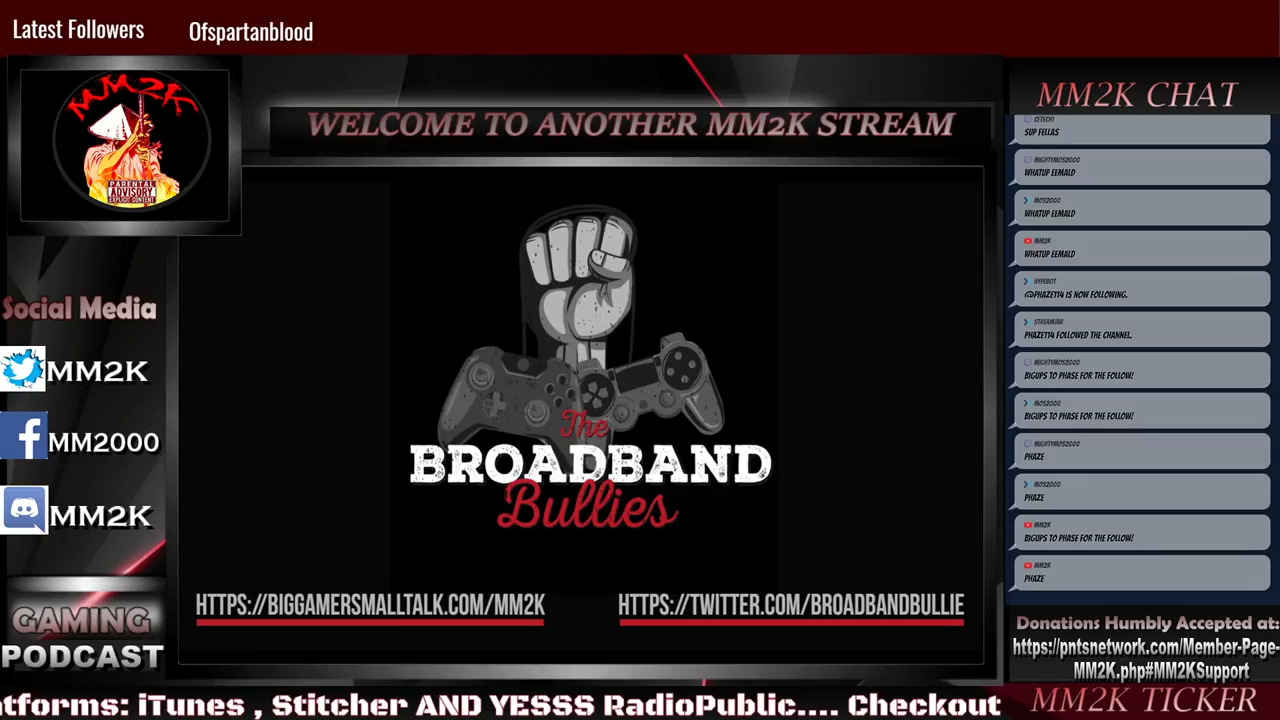 Latest Followers
Ofspartanblood
MM2K
PARENTAL
ADVISORY
EXPLICIT CONTENT
WELCOME TO ANOTHER MM2K STREAM
MM2K CHAT
CETECH1
SUP FELLAS
MIGHTYMOS2000
WHATUP EEMALD
MOS2000
WHATUP EEMALD
MM2K
WHATUP EEMALD
HYPEBOT
@PHAZE114 IS NOW FOLLOWING.
STREAMJAR
PHAZE114 FOLLOWED THE CHANNEL.
MIGHTYMOS2000
BIGUPS TO PHASE FOR THE FOLLOW!
MOS2000
BIGUPS TO PHASE FOR THE FOLLOW!
MIGHTYMOS2000
PHAZE
MOS2000
PHAZE
MM2K
BIGUPS TO PHASE FOR THE FOLLOW!
MM2K
PHAZE
Social Media
MM2K
MM2000
MM2K
GAMING
PODCAST
The
BROADBAND
Bullies
HTTPS://BIGGAMERSMALLTALK.COM/MM2K
HTTPS://TWITTER.COM/BROADBANDBULLIE
Donations Humbly Accepted at:
https://pntsnetwork.com/Member-Page-
MM2K.php#MM2KSupport
atforms: iTunes , Stitcher AND YESSS RadioPublic.... Checkout
MM2K TICKER